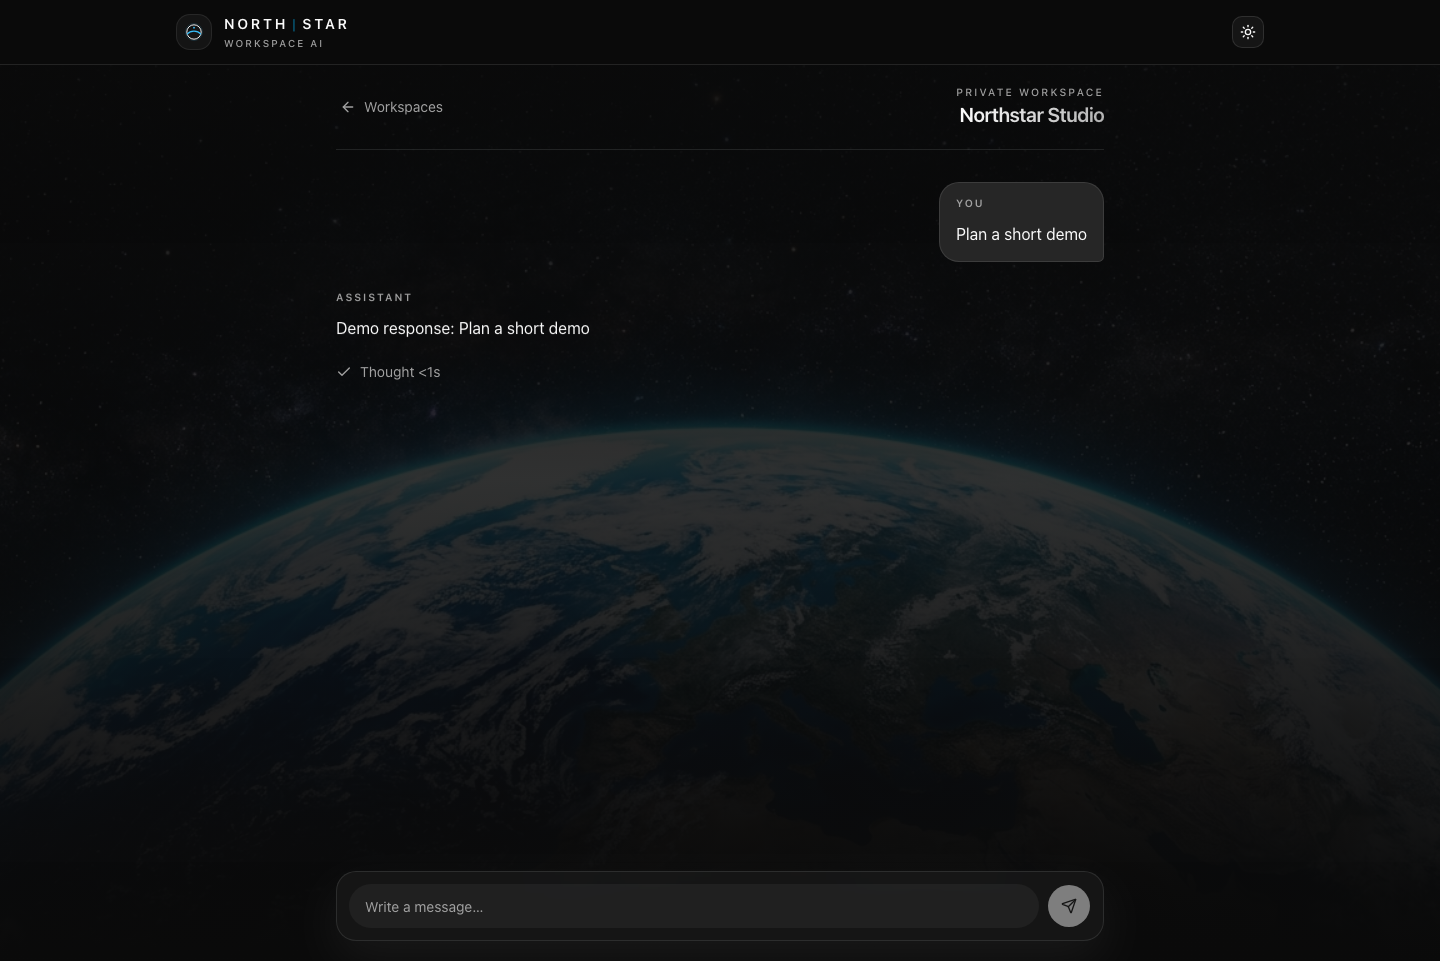 NORTH | STAR
WORKSPACE AI
Workspaces
PRIVATE WORKSPACE
Northstar Studio
YOU
Plan a short demo
ASSISTANT
Demo response: Plan a short demo
Thought <1s
Write a message...